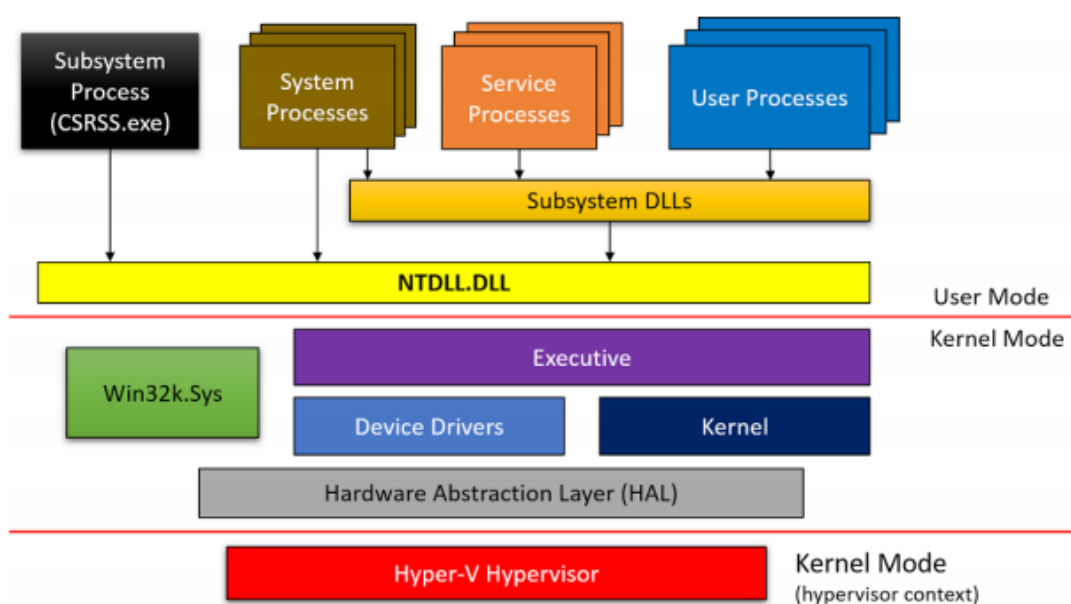 Subsystem
Process
(CSRSS.exe)
System
Processes
Service
Processes
User Processes
Subsystem DLLs
NTDLL.DLL
User Mode
Kernel Mode
Executive
Win32k.Sys
Device Drivers
Kernel
Hardware Abstraction Layer (HAL)
Hyper-V Hypervisor
Kernel Mode
(hypervisor context)